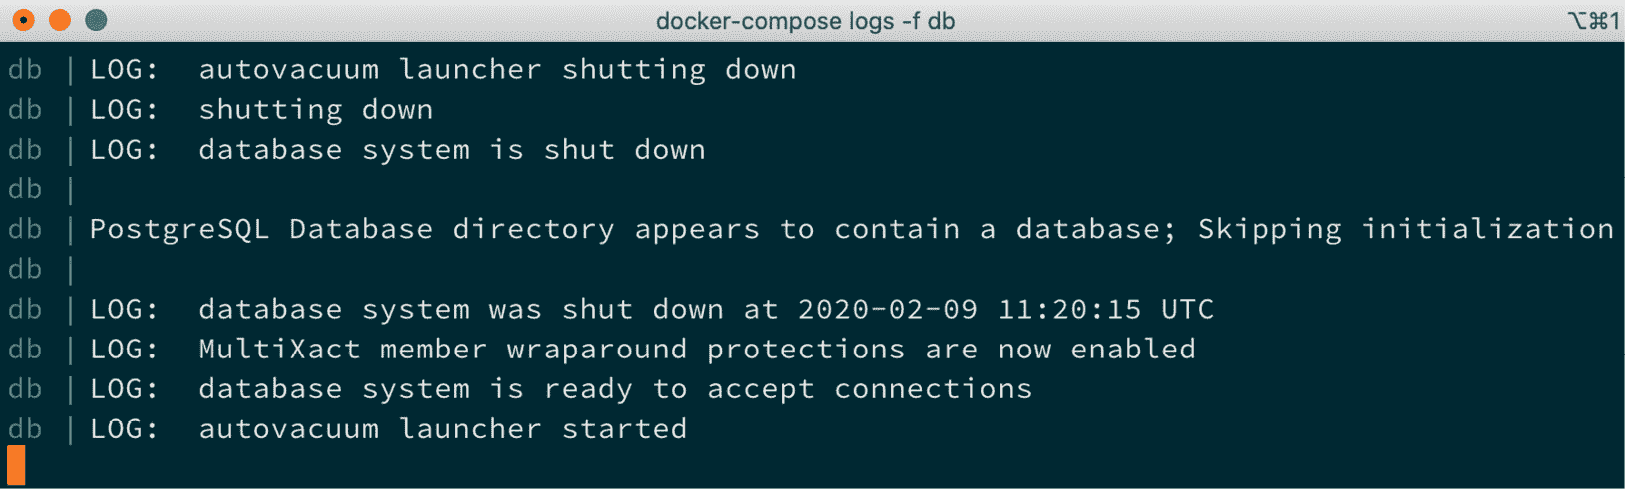 docker-compose logs -f db
⌥⌘1
db | LOG:  autovacuum launcher shutting down
db | LOG:  shutting down
db | LOG:  database system is shut down
db |
db | PostgreSQL Database directory appears to contain a database; Skipping initialization
db |
db | LOG:  database system was shut down at 2020-02-09 11:20:15 UTC
db | LOG:  MultiXact member wraparound protections are now enabled
db | LOG:  database system is ready to accept connections
db | LOG:  autovacuum launcher started